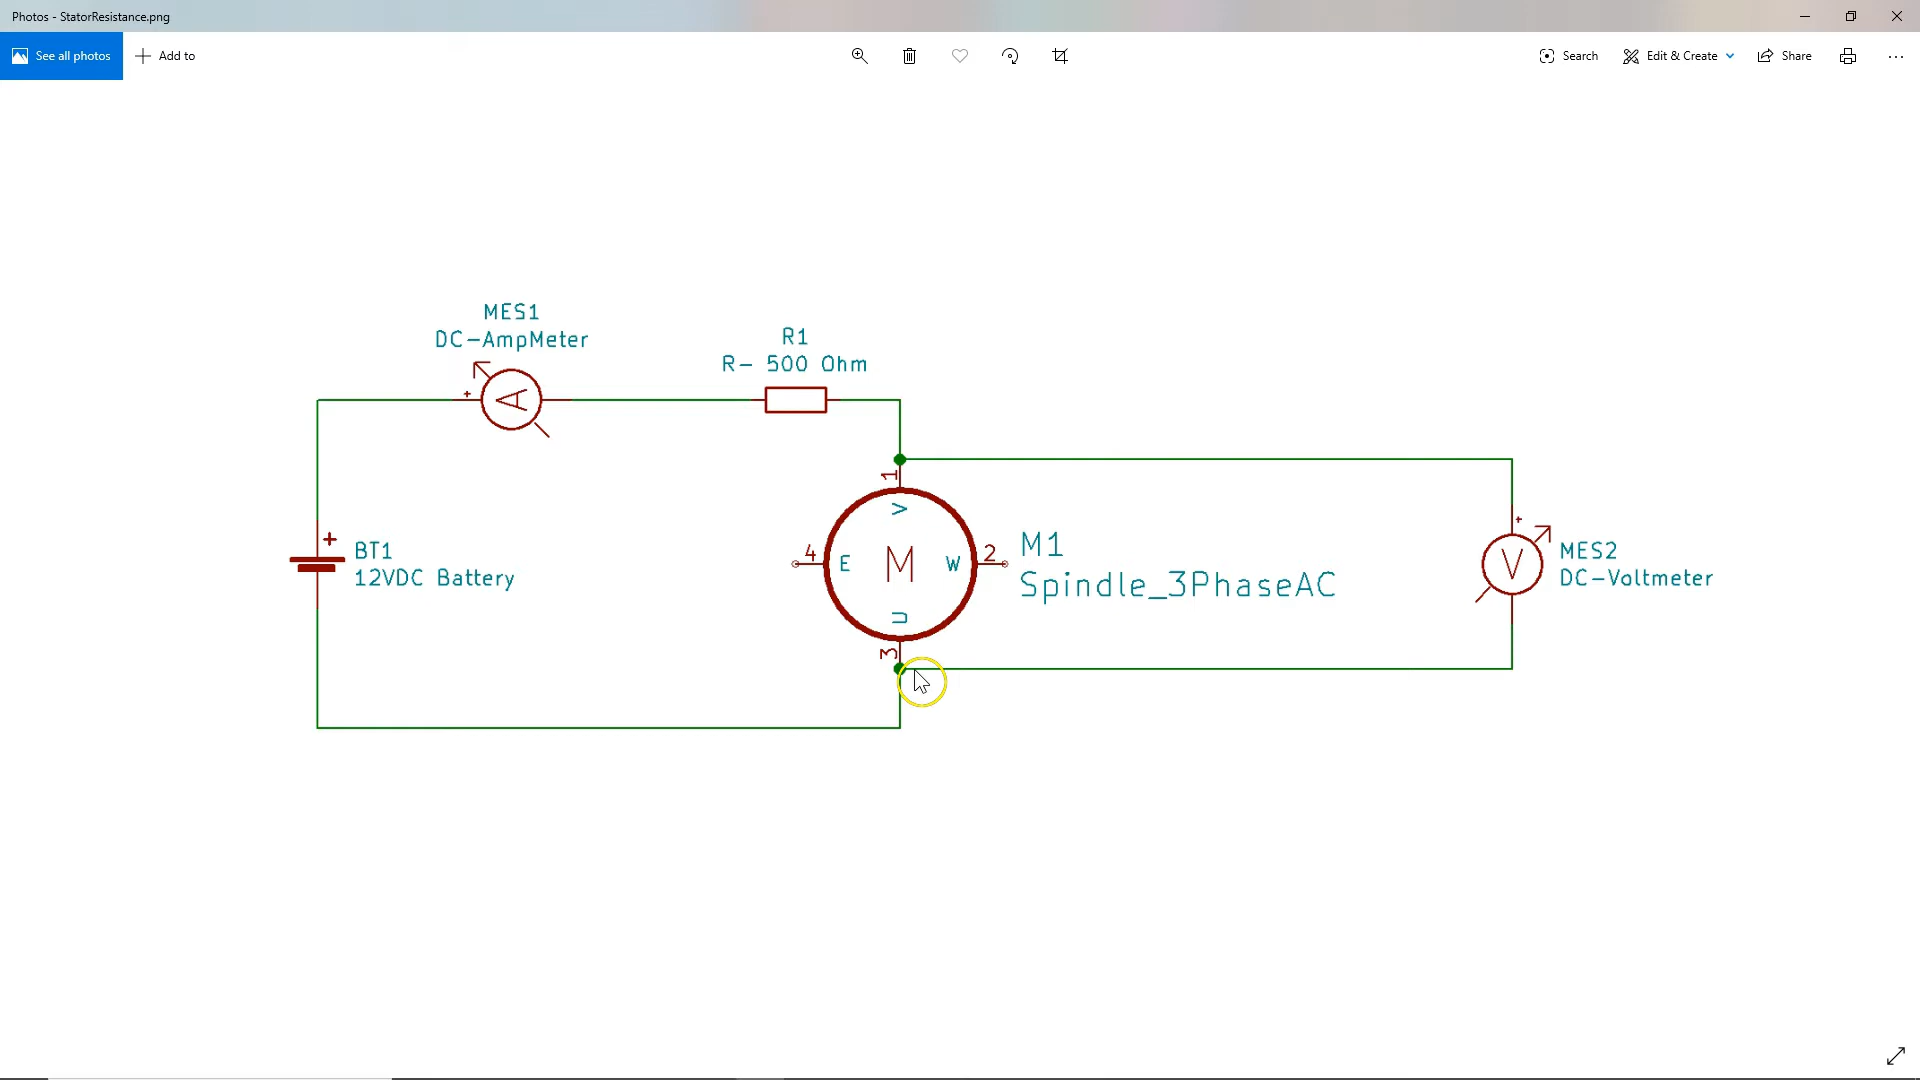 Photos - StatorResistance.png
See all photos
Add to
Search
Edit & Create
Share
MES1
DC-AmpMeter
A
+
R1
R- 500 Ohm
+
BT1
12VDC Battery
1
V
4
E
M
W
2
U
3
M1
Spindle_3PhaseAC
+
V
MES2
DC-Voltmeter